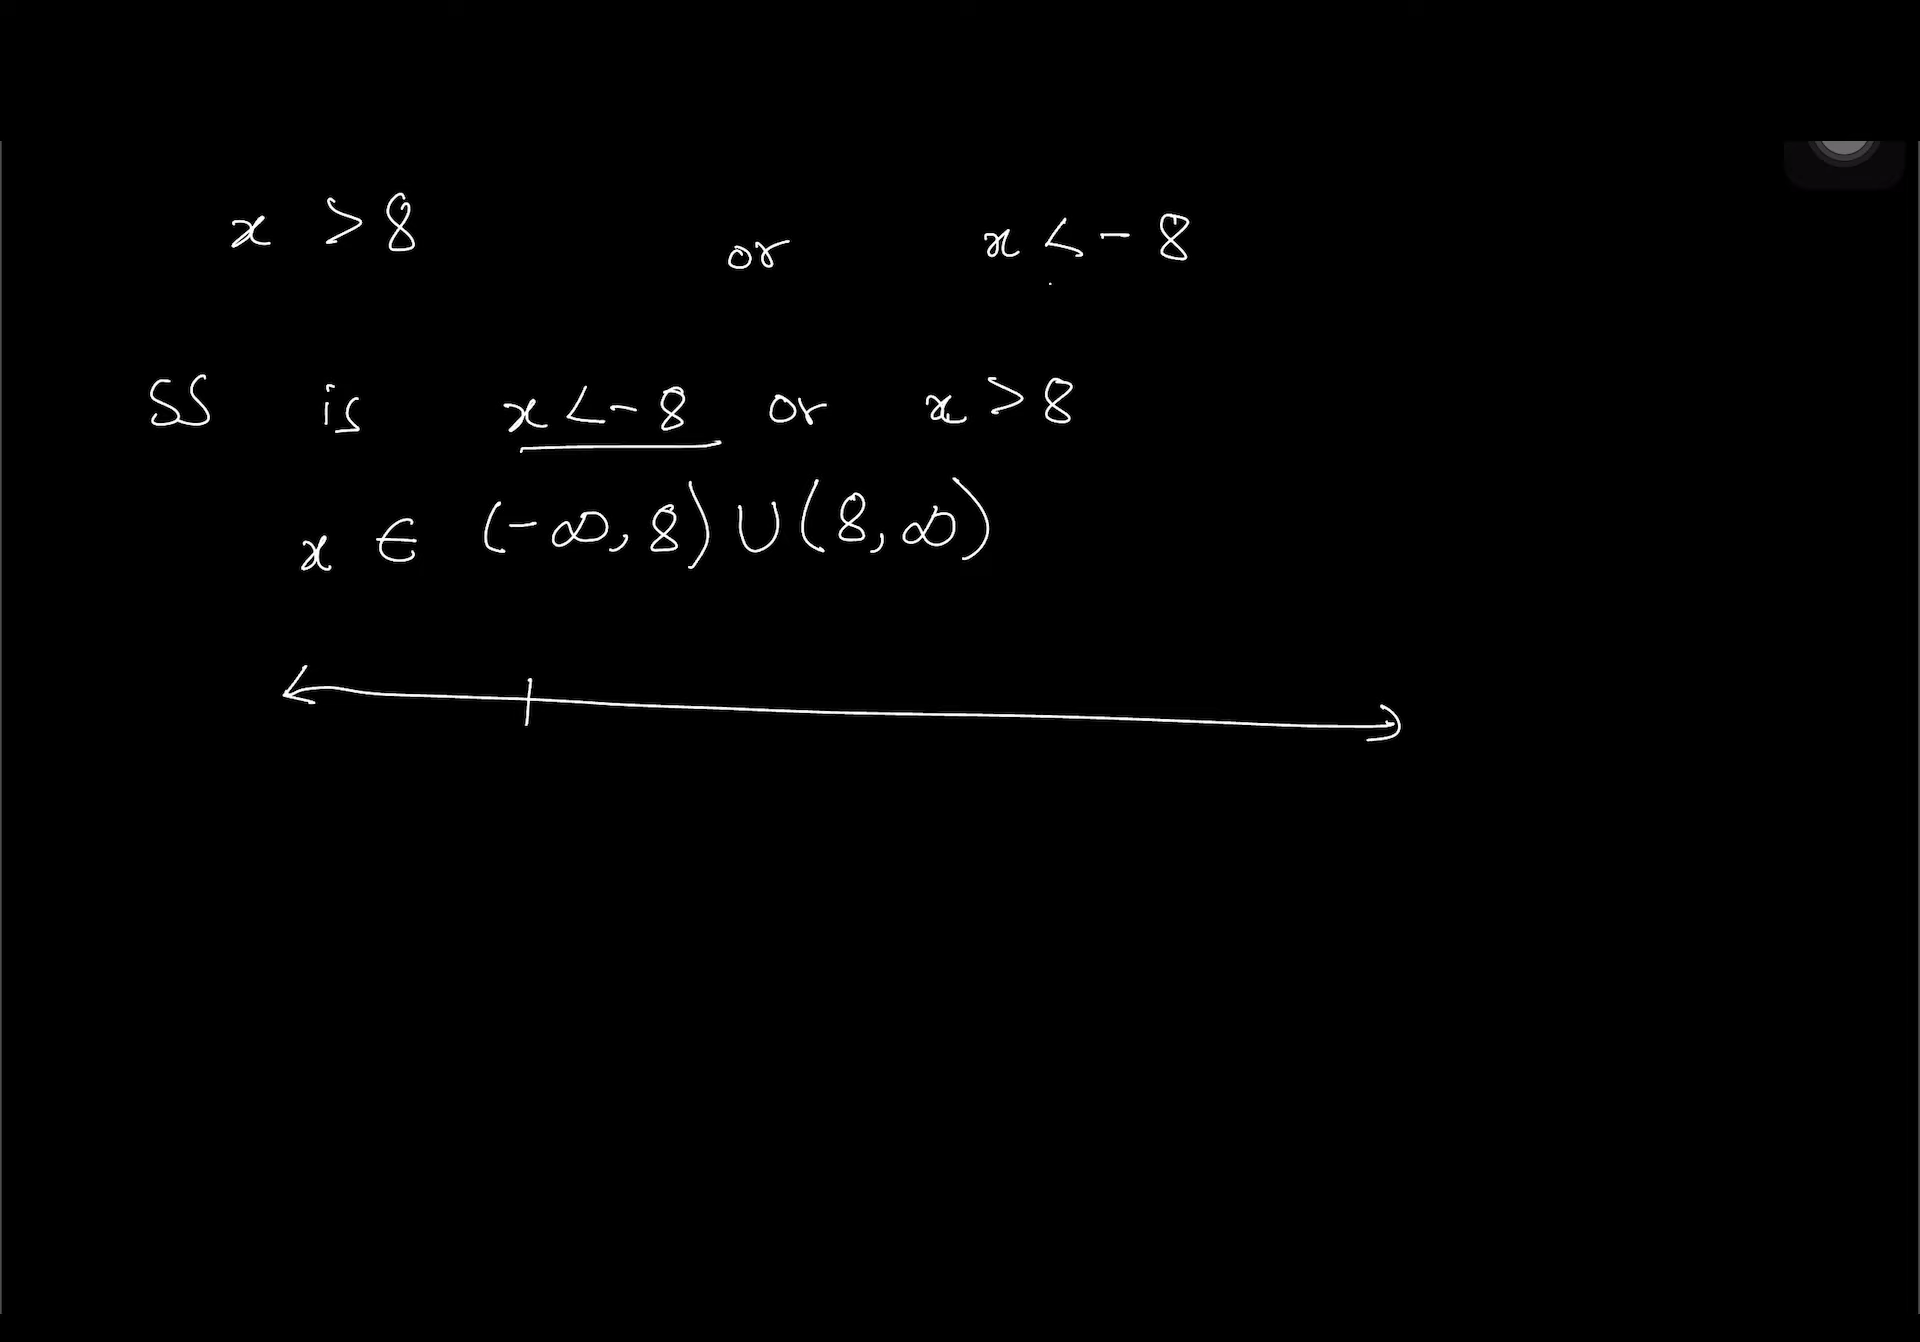 x > 8 or x < - 8
SS is x < - 8 or x > 8
x ∈ (-∞, 8) ∪ (8, ∞)